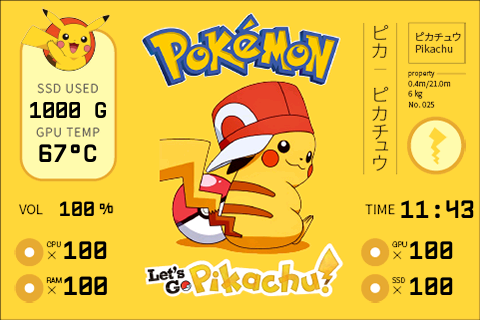 POKéMON
SSD USED
1000 G
GPU TEMP
67°C
ピカ｜ピカチュウ
ピカチュウ
Pikachu
property
0.4m/21.0m
6 kg
No. 025
VOL 100 %
TIME 11:43
CPU × 100
RAM × 100
GPU × 100
SSD × 100
Let's Go Pikachu!